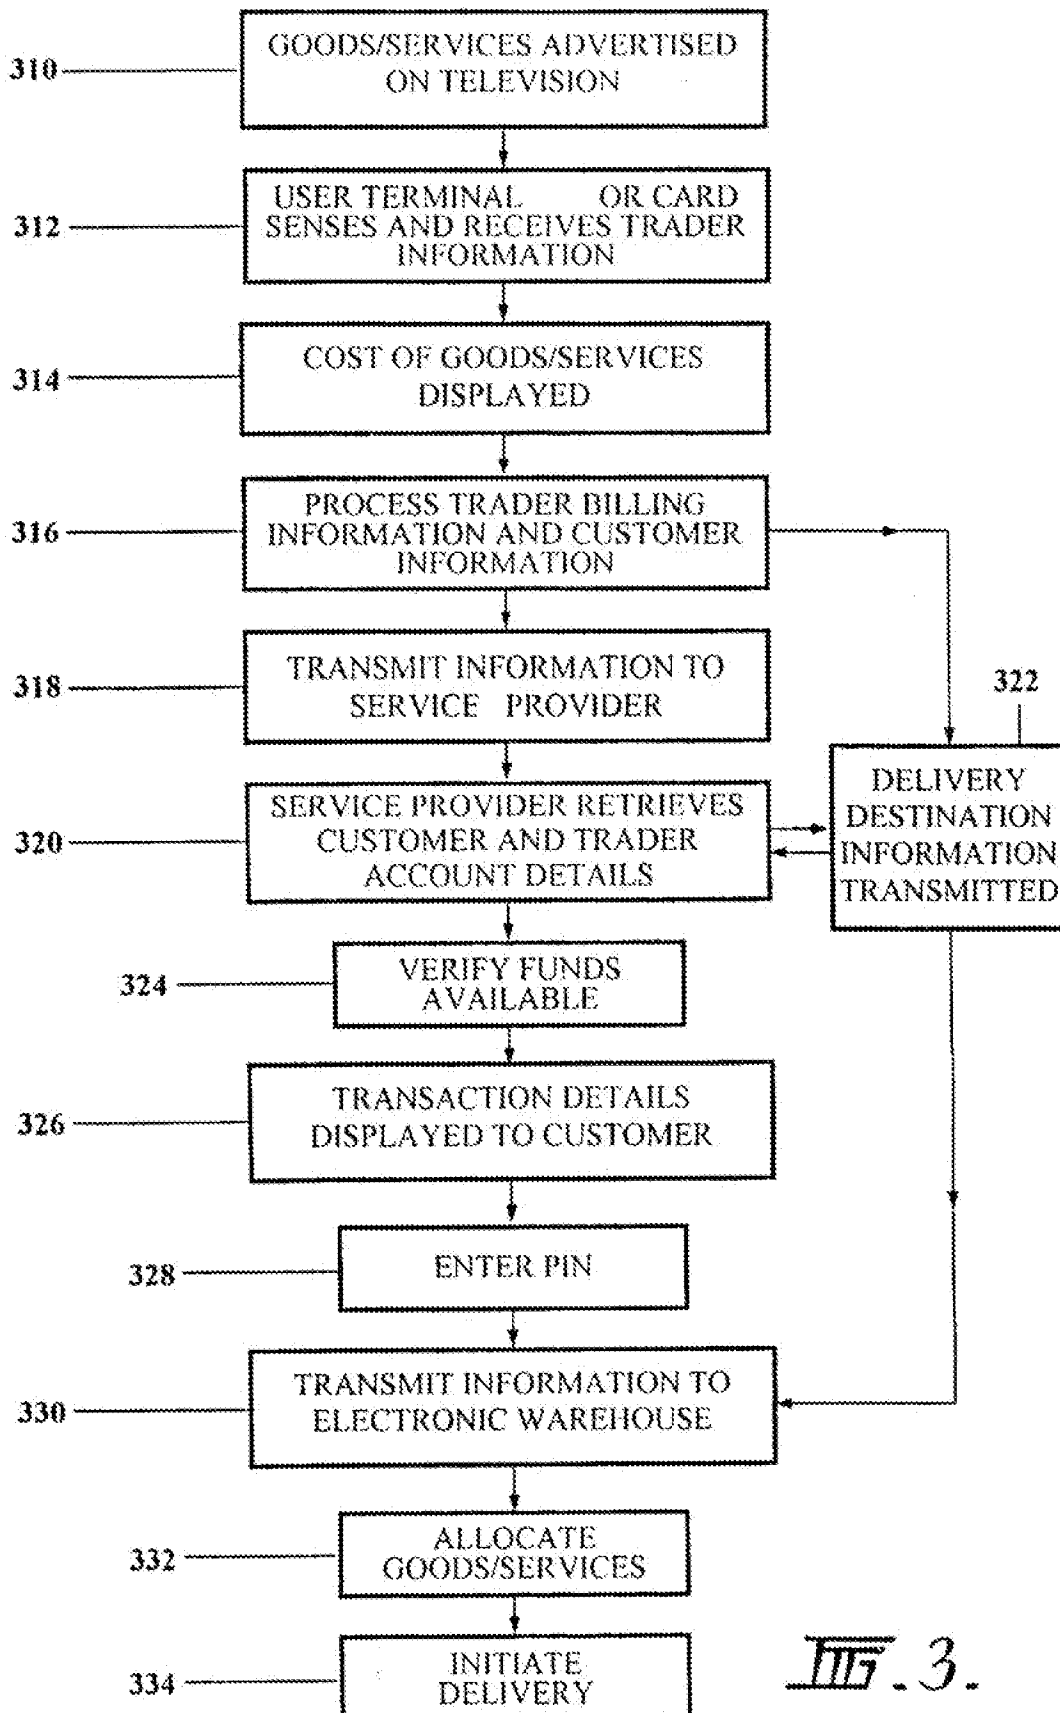 310
GOODS/SERVICES ADVERTISED
ON TELEVISION
312
USER TERMINAL OR CARD
SENSES AND RECEIVES TRADER
INFORMATION
314
COST OF GOODS/SERVICES
DISPLAYED
316
PROCESS TRADER BILLING
INFORMATION AND CUSTOMER
INFORMATION
318
TRANSMIT INFORMATION TO
SERVICE PROVIDER
322
DELIVERY
DESTINATION
INFORMATION
TRANSMITTED
320
SERVICE PROVIDER RETRIEVES
CUSTOMER AND TRADER
ACCOUNT DETAILS
324
VERIFY FUNDS
AVAILABLE
326
TRANSACTION DETAILS
DISPLAYED TO CUSTOMER
328
ENTER PIN
330
TRANSMIT INFORMATION TO
ELECTRONIC WAREHOUSE
332
ALLOCATE
GOODS/SERVICES
334
INITIATE
DELIVERY
FIG. 3.